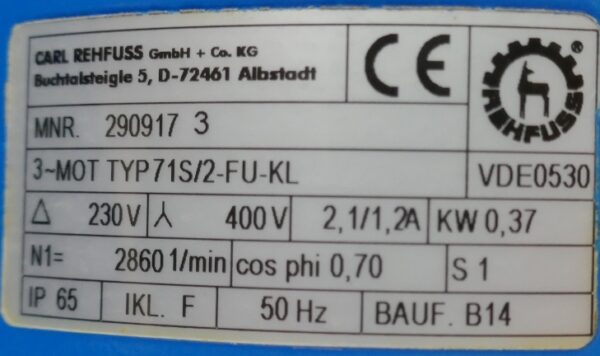 CARL REHFUSS GmbH + Co. KG
Buchtalsteigle 5, D-72461 Albstadt
CE
REHFUSS®
MNR. 290917 3
3~MOT TYP71S/2-FU-KL VDE0530
△ 230V 人 400V 2,1/1,2A KW 0,37
N1= 2860 1/min cos phi 0,70 S 1
IP 65 IKL. F 50 Hz BAUF. B14